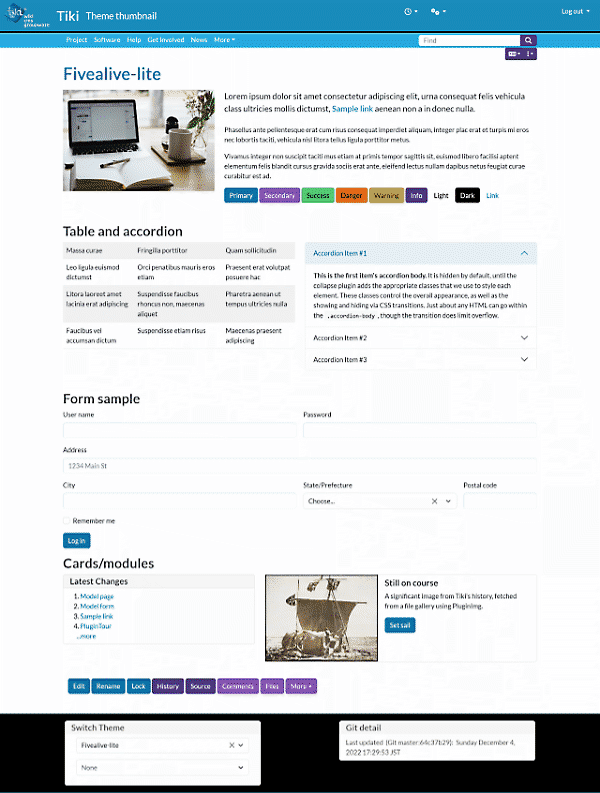 tiki
wiki
cms
groupware
Tiki Theme thumbnail
Log out
Project Software Help Get Involved News More
Find
Fivealive-lite
Lorem ipsum dolor sit amet consectetur adipiscing elit, urna consequat felis vehicula
class ultricies mollis dictumst, Sample link aenean non a in donec nulla.
Phasellus ante pellentesque erat cum risus consequat imperdiet aliquam, integer plac erat et turpis mi eros
nec lobortis taciti, vehicula nisl litora tellus ligula porttitor metus.
Vivamus integer non suscipit taciti mus etiam at primis tempor sagittis sit, euismod libero facilisi aptent
elementum felis blandit cursus gravida sociis erat ante, eleifend lectus nullam dapibus netus feugiat curae
curabitur est ad.
Primary Secondary Success Danger Warning Info Light Dark Link
Table and accordion
Massa curae Fringilla porttitor Quam sollicitudin
Leo ligula euismod Orci penatibus mauris eros Praesent erat volutpat
dictumst etiam posuere hac
Litora laoreet amet Suspendisse faucibus Pharetra aenean ut
lacinia erat adipiscing rhoncus non, maecenas tempus ultricies nulla
aliquet
Faucibus vel Suspendisse etiam risus Maecenas praesent
accumsan dictum adipiscing
Accordion Item #1
This is the first item's accordion body. It is hidden by default, until the
collapse plugin adds the appropriate classes that we use to style each
element. These classes control the overall appearance, as well as the
showing and hiding via CSS transitions. Just about any HTML can go within
the .accordion-body, though the transition does limit overflow.
Accordion Item #2
Accordion Item #3
Form sample
User name Password
Address
1234 Main St
City State/Prefecture Postal code
Choose...
Remember me
Log in
Cards/modules
Latest Changes
1. Model page
2. Model form
3. Sample link
4. PluginTour
...more
Still on course
A significant image from Tiki's history, fetched
from a file gallery using PluginImg.
Set sail
Edit Rename Lock History Source Comments Files More
Switch Theme
Fivealive-lite
None
Git detail
Last updated (Git master:64c37b29): Sunday December 4,
2022 17:29:53 JST